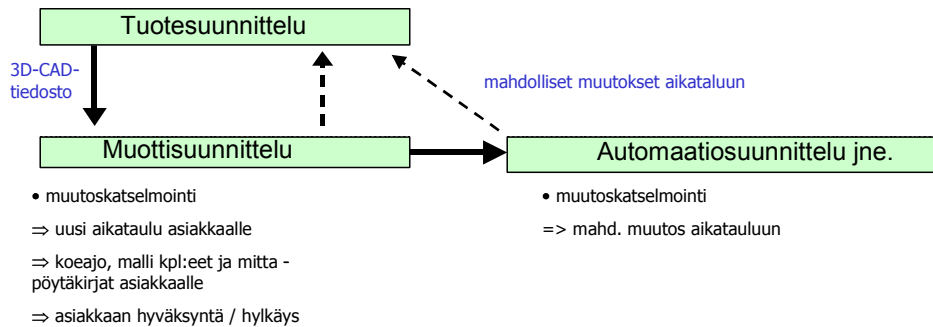 Tuotesuunnittelu
3D-CAD-
tiedosto
mahdolliset muutokset aikataluun
Muottisuunnittelu
Automaatiosuunnittelu jne.
• muutoskatselmointi
⇒ uusi aikataulu asiakkaalle
⇒ koeajo, malli kpl:eet ja mitta -
pöytäkirjat asiakkaalle
⇒ asiakkaan hyväksyntä / hylkäys
• muutoskatselmointi
=> mahd. muutos aikatauluun